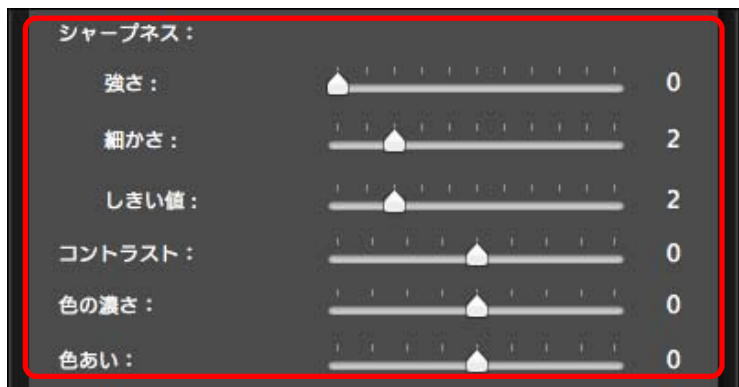 シャープネス：
強さ： 0
細かさ： 2
しきい値： 2
コントラスト： 0
色の濃さ： 0
色あい： 0